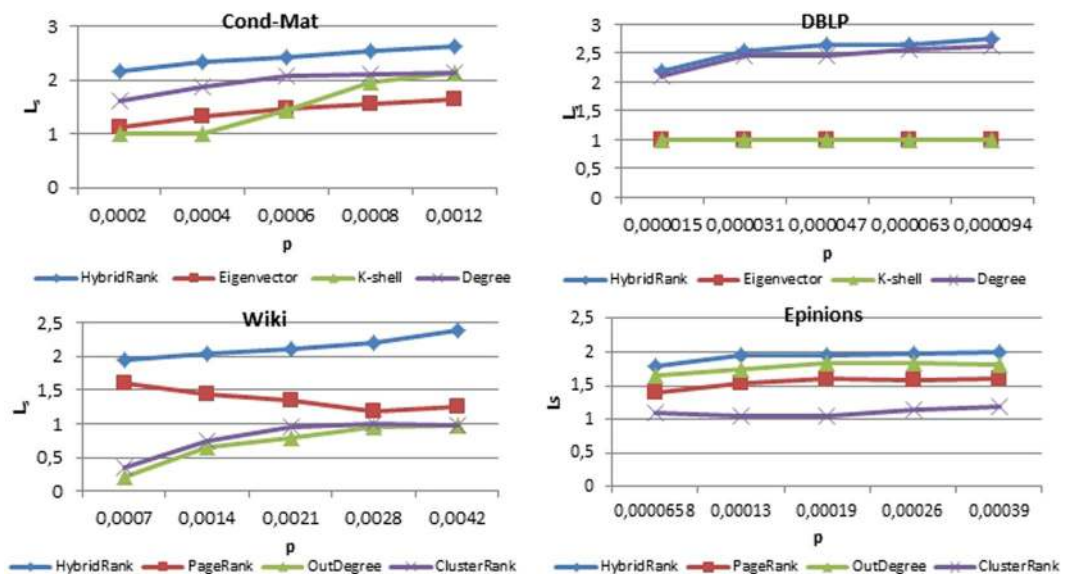 Cond-Mat
3
2
1
0
L_s
0,0002 0,0004 0,0006 0,0008 0,0012
p
HybridRank Eigenvector K-shell Degree
DBLP
3
2,5
2
1,5
1
0,5
0
L_s
0,000015 0,000031 0,000047 0,000063 0,000094
p
HybridRank Eigenvector K-shell Degree
Wiki
2,5
2
1,5
1
0,5
0
L_s
0,0007 0,0014 0,0021 0,0028 0,0042
p
HybridRank PageRank OutDegree ClusterRank
Epinions
2,5
2
1,5
1
0,5
0
Ls
0,0000658 0,00013 0,00019 0,00026 0,00039
p
HybridRank PageRank OutDegree ClusterRank